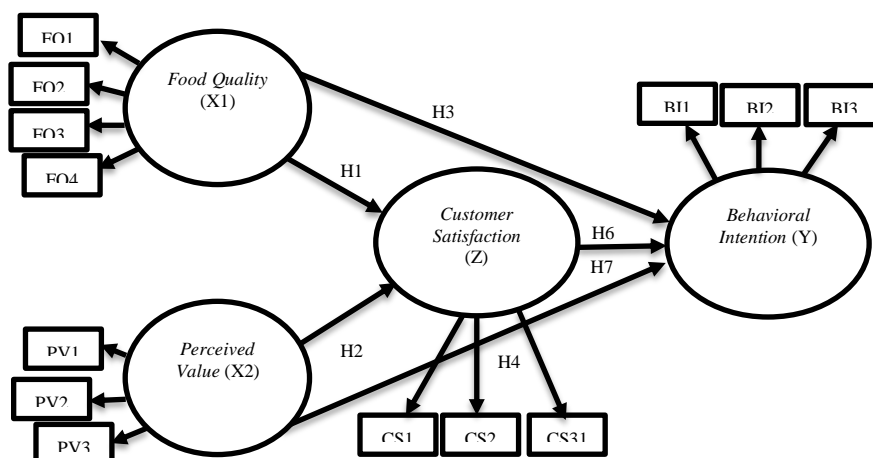 FQ1
FQ2
FQ3
FQ4
Food Quality
(X1)
H3
H1
BI1
BI2
BI3
Customer
Satisfaction
(Z)
H6
H7
Behavioral
Intention (Y)
PV1
PV2
PV3
Perceived
Value (X2)
H2
H4
CS1
CS2
CS31